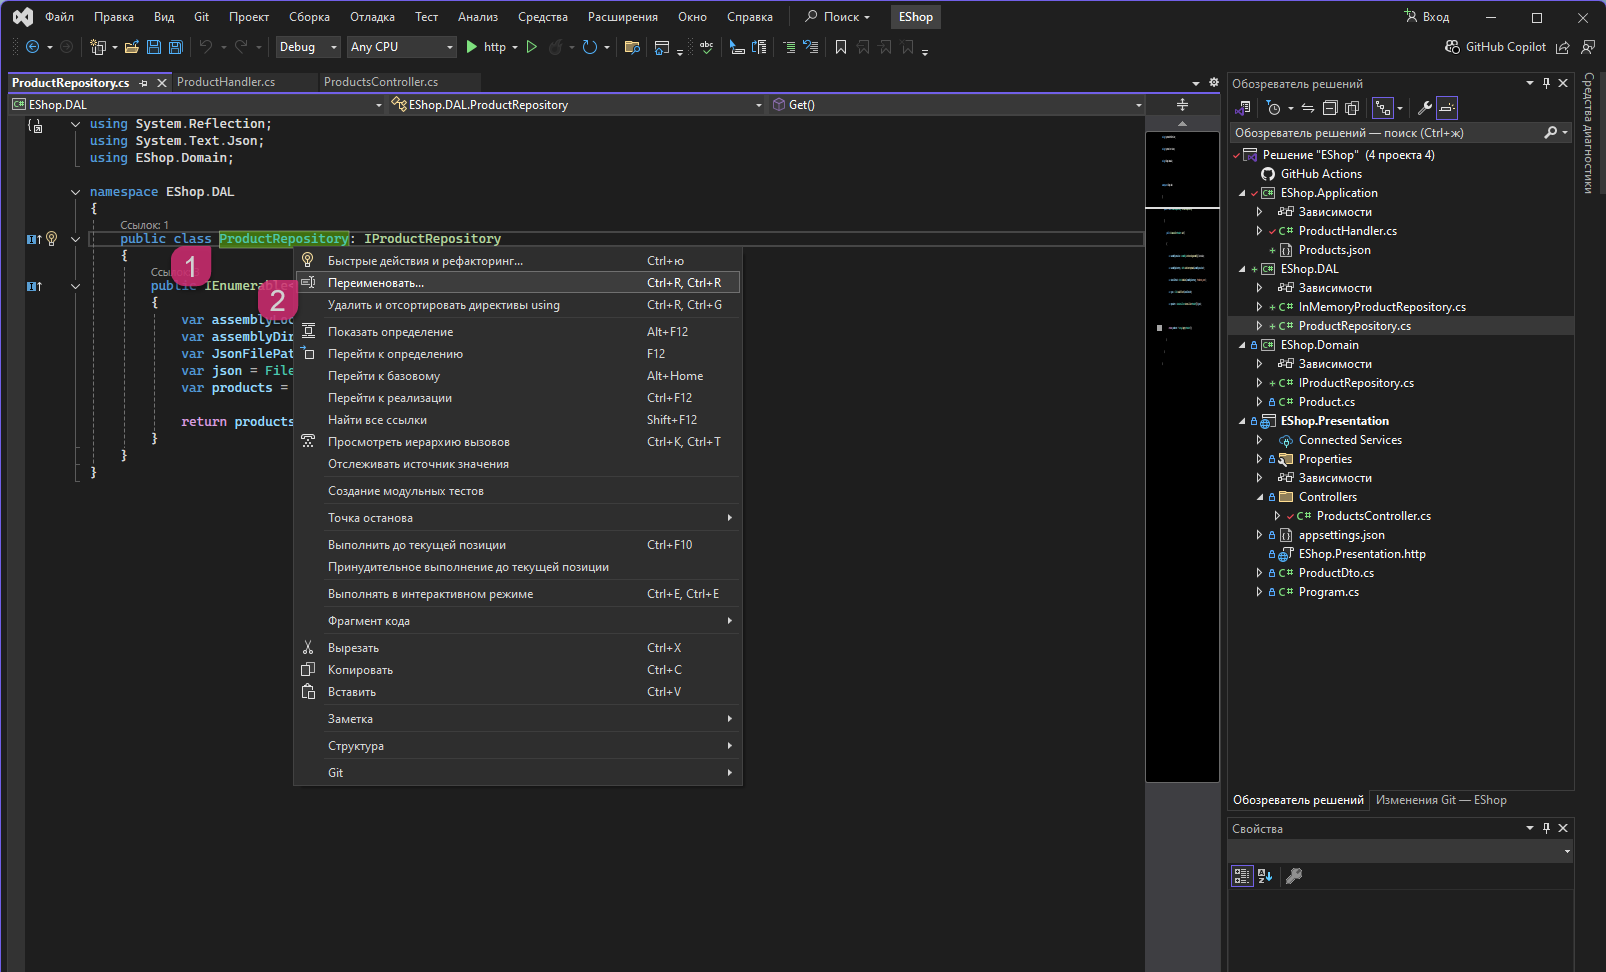 Файл Правка Вид Git Проект Сборка Отладка Тест Анализ Средства Расширения Окно Справка Поиск EShop Вход
Debug Any CPU http GitHub Copilot
ProductRepository.cs ProductHandler.cs ProductsController.cs
EShop.DAL EShop.DAL.ProductRepository Get()
using System.Reflection;
using System.Text.Json;
using EShop.Domain;
namespace EShop.DAL
{
Ссылок: 1
public class ProductRepository: IProductRepository
{
1
public IEnumerable
{
2
var
var assemblyDir
var JsonFilePat
var json = File
var products =
return products
}
}
}
Быстрые действия и рефакторинг... Ctrl+ю
Переименовать... Ctrl+R, Ctrl+R
Удалить и отсортировать директивы using Ctrl+R, Ctrl+G
Показать определение Alt+F12
Перейти к определению F12
Перейти к базовому Alt+Home
Перейти к реализации Ctrl+F12
Найти все ссылки Shift+F12
Просмотреть иерархию вызовов Ctrl+K, Ctrl+T
Отслеживать источник значения
Создание модульных тестов
Точка останова
Выполнить до текущей позиции Ctrl+F10
Принудительное выполнение до текущей позиции
Выполнять в интерактивном режиме Ctrl+E, Ctrl+E
Фрагмент кода
Вырезать Ctrl+X
Копировать Ctrl+C
Вставить Ctrl+V
Заметка
Структура
Git
Обозреватель решений
Обозреватель решений — поиск (Ctrl+ж)
Решение "EShop" (4 проекта 4)
GitHub Actions
EShop.Application
Зависимости
C# ProductHandler.cs
Products.json
EShop.DAL
Зависимости
C# InMemoryProductRepository.cs
C# ProductRepository.cs
EShop.Domain
Зависимости
C# IProductRepository.cs
C# Product.cs
EShop.Presentation
Connected Services
Properties
Зависимости
Controllers
C# ProductsController.cs
appsettings.json
EShop.Presentation.http
C# ProductDto.cs
C# Program.cs
Обозреватель решений Изменения Git — EShop
Свойства
Средства диагностики